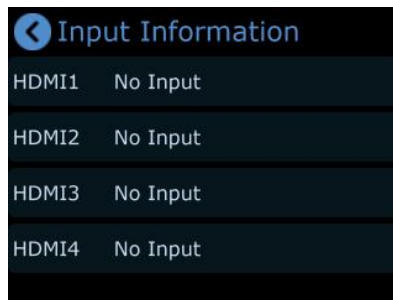 Input Information
HDMI1 No Input
HDMI2 No Input
HDMI3 No Input
HDMI4 No Input